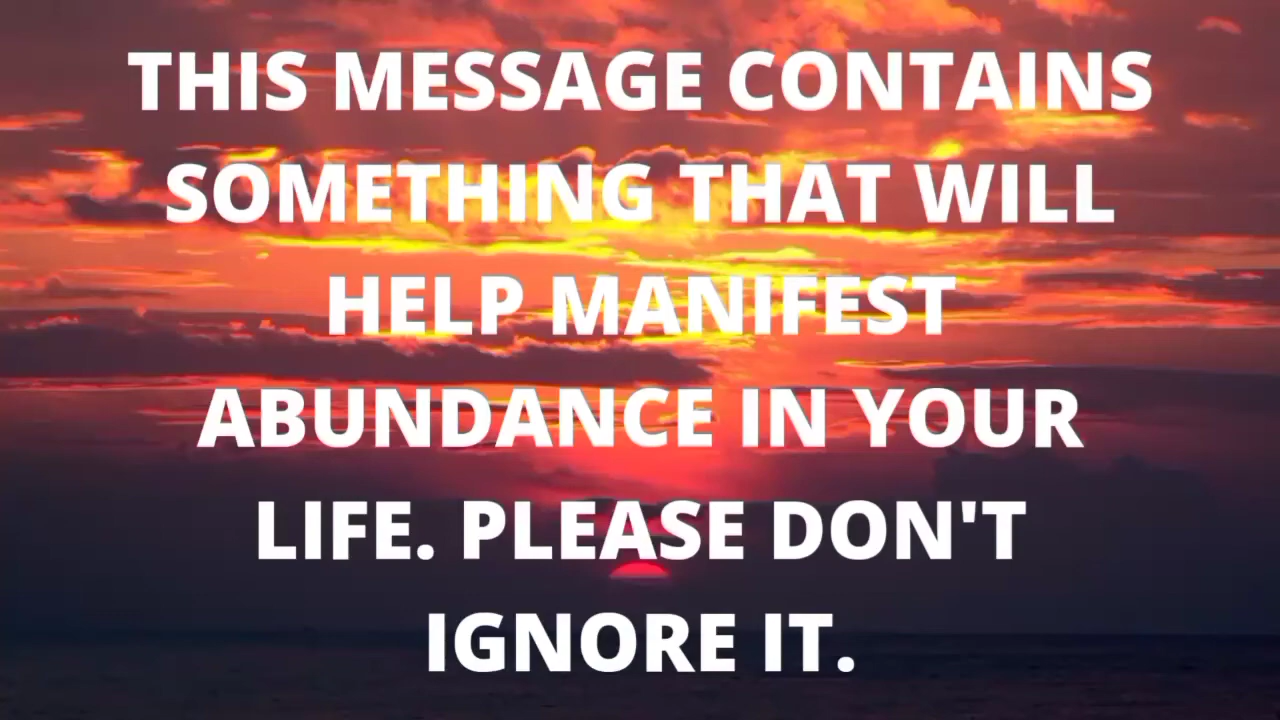 THIS MESSAGE CONTAINS
SOMETHING THAT WILL
HELP MANIFEST
ABUNDANCE IN YOUR
LIFE. PLEASE DON'T
IGNORE IT.